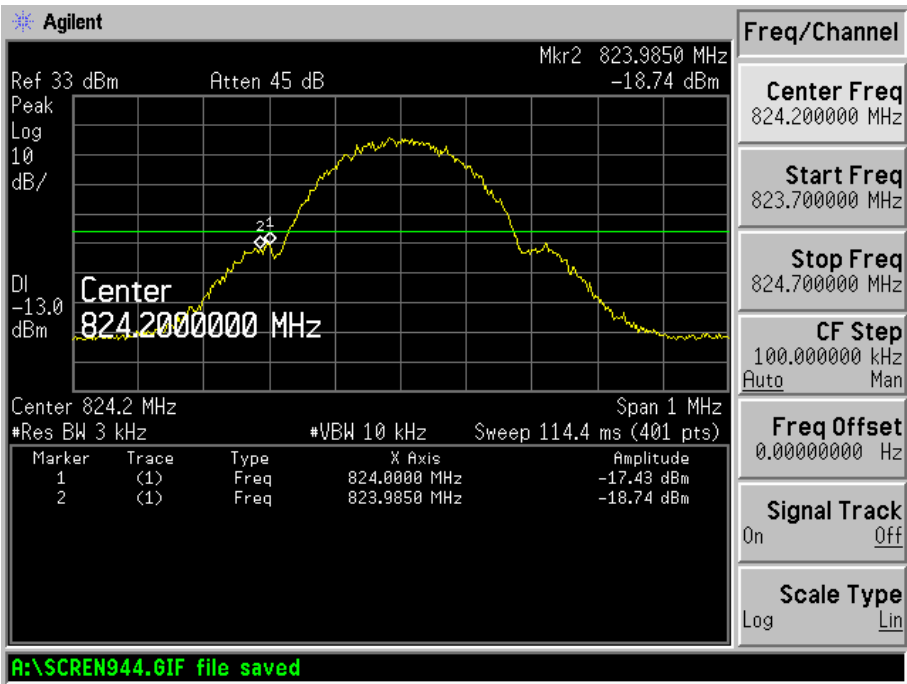 Agilent
Freq/Channel
Mkr2 823.9850 MHz
Ref 33 dBm Atten 45 dB -18.74 dBm
Peak
Log
10
dB/
2 1
DI
-13.0
dBm
Center
824.2000000 MHz
Center 824.2 MHz Span 1 MHz
#Res BW 3 kHz #VBW 10 kHz Sweep 114.4 ms (401 pts)
Marker Trace Type X Axis Amplitude
1 (1) Freq 824.0000 MHz -17.43 dBm
2 (1) Freq 823.9850 MHz -18.74 dBm
Center Freq
824.200000 MHz
Start Freq
823.700000 MHz
Stop Freq
824.700000 MHz
CF Step
100.000000 kHz
Auto Man
Freq Offset
0.00000000 Hz
Signal Track
On Off
Scale Type
Log Lin
A:\SCREN944.GIF file saved